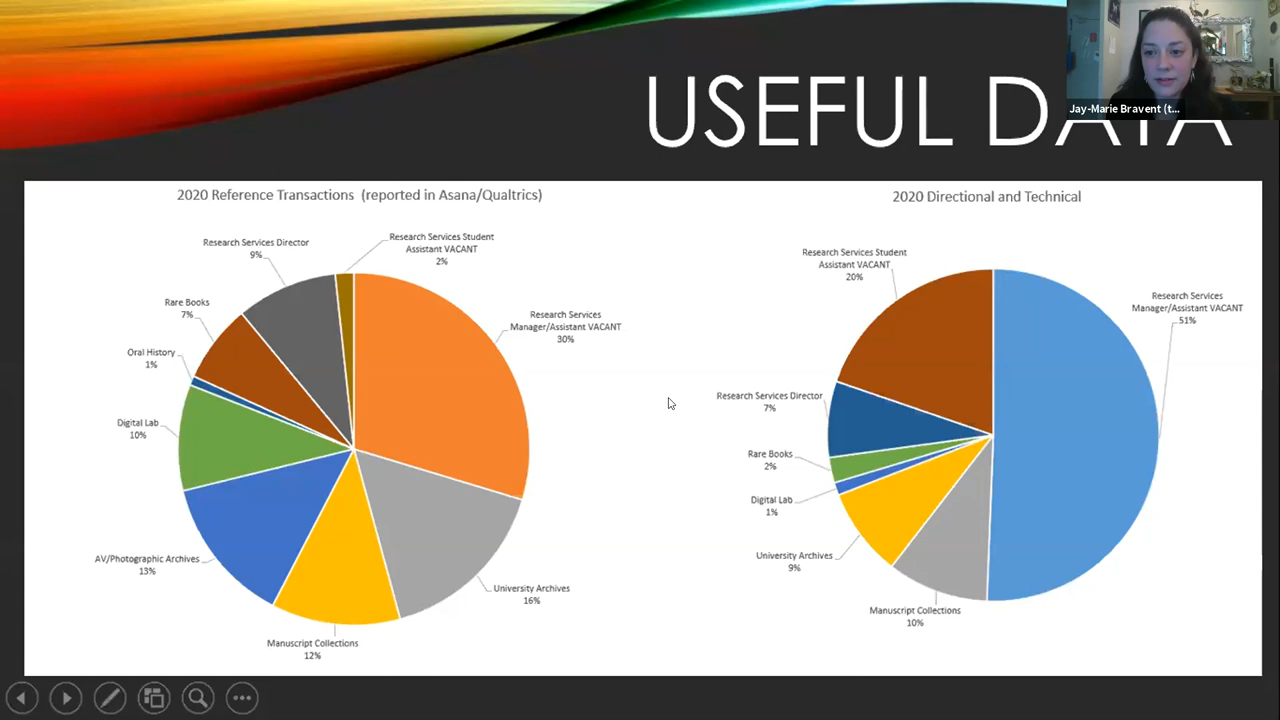 USEFUL DATA
Jay-Marie Bravent (t...
2020 Reference Transactions (reported in Asana/Qualtrics)
Research Services Director
9%
Research Services Student
Assistant VACANT
2%
Rare Books
7%
Research Services
Manager/Assistant VACANT
30%
Oral History
1%
Digital Lab
10%
AV/Photographic Archives
13%
University Archives
16%
Manuscript Collections
12%
2020 Directional and Technical
Research Services Student
Assistant VACANT
20%
Research Services
Manager/Assistant VACANT
51%
Research Services Director
7%
Rare Books
2%
Digital Lab
1%
University Archives
9%
Manuscript Collections
10%